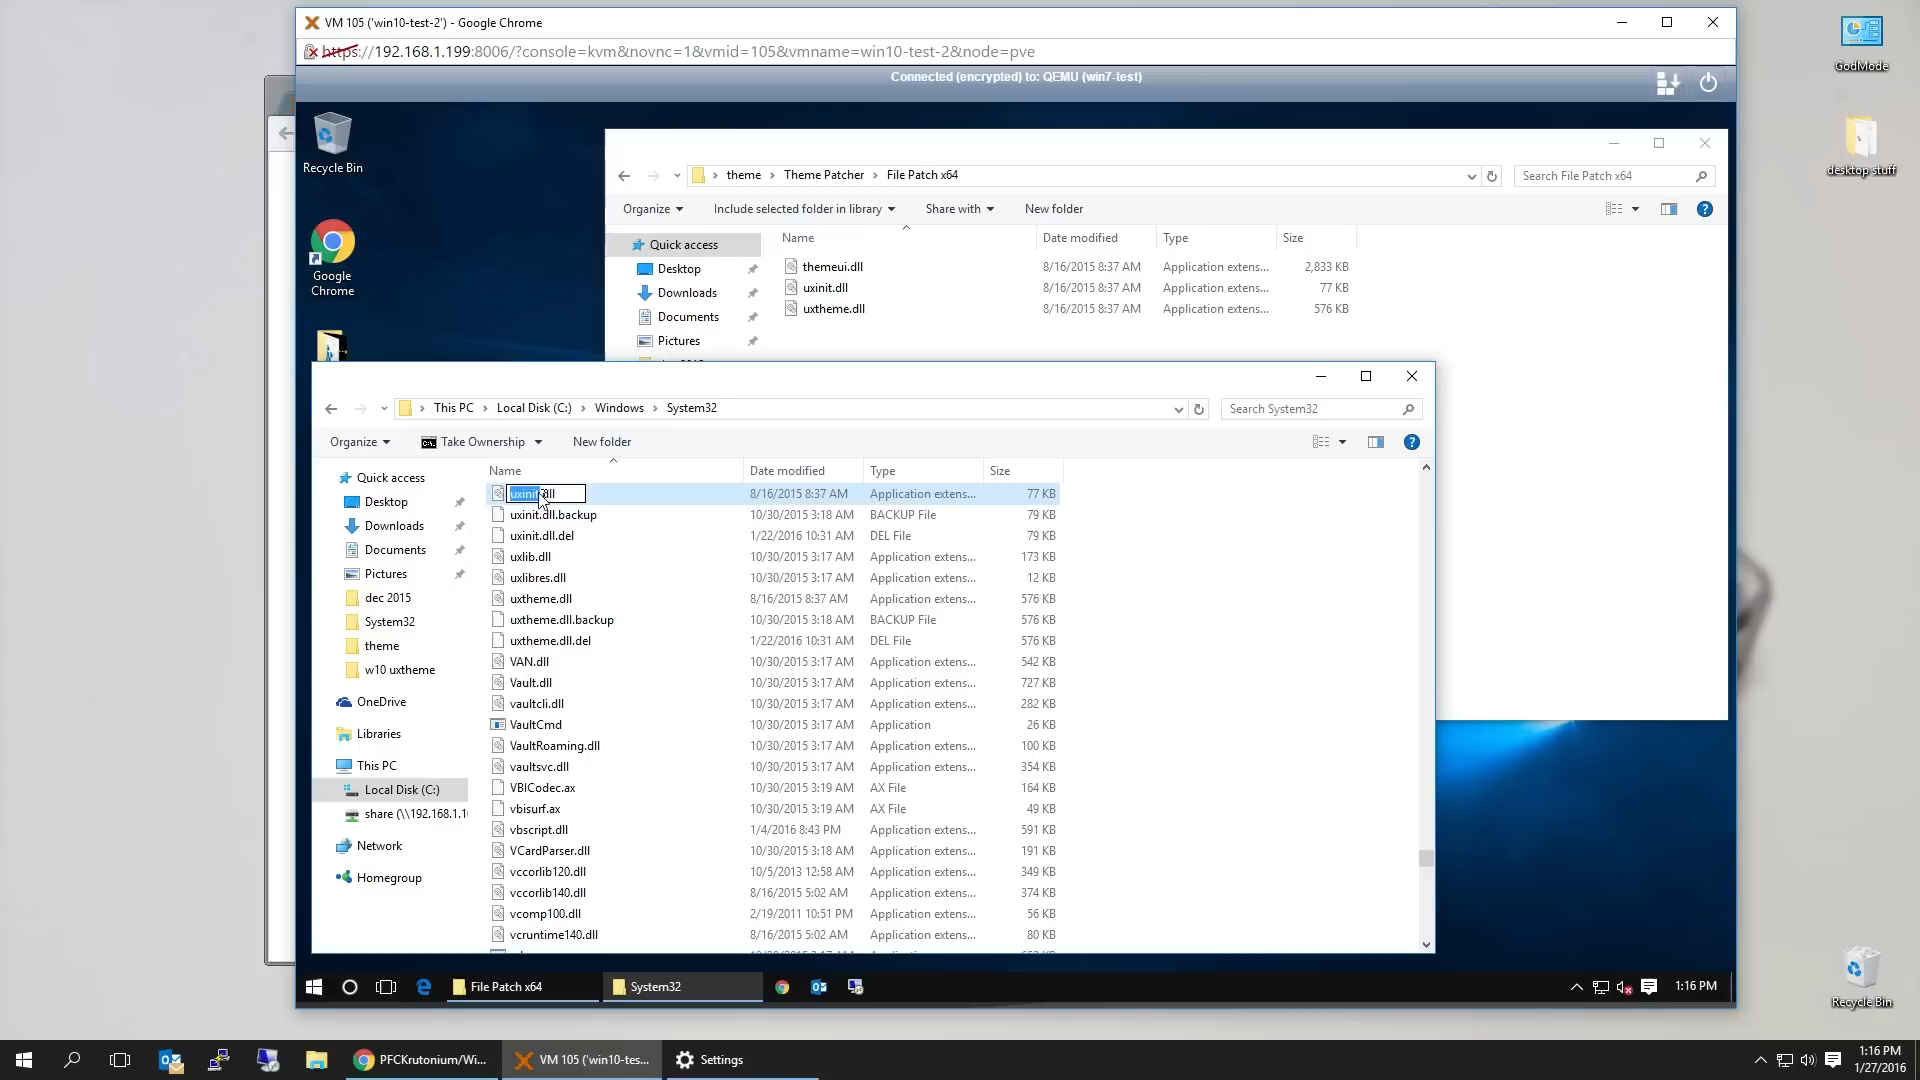 VM 105 ('win10-test-2') - Google Chrome
https://192.168.1.199:8006/?console=kvm&novnc=1&vmid=105&vmname=win10-test-2&node=pve
Connected (encrypted) to: QEMU (win7-test)
GodMode
desktop stuff
Recycle Bin
Google
Chrome
theme > Theme Patcher > File Patch x64
Search File Patch x64
Organize Include selected folder in library Share with New folder
Quick access
Desktop
Downloads
Documents
Pictures
Name Date modified Type Size
themeui.dll 8/16/2015 8:37 AM Application extens... 2,833 KB
uxinit.dll 8/16/2015 8:37 AM Application extens... 77 KB
uxtheme.dll 8/16/2015 8:37 AM Application extens... 576 KB
This PC > Local Disk (C:) > Windows > System32
Search System32
Organize Take Ownership New folder
Quick access
Desktop
Downloads
Documents
Pictures
dec 2015
System32
theme
w10 uxtheme
OneDrive
Libraries
This PC
Local Disk (C:)
share (\\192.168.1.1
Network
Homegroup
Name Date modified Type Size
uxinit.dll 8/16/2015 8:37 AM Application extens... 77 KB
uxinit.dll.backup 10/30/2015 3:18 AM BACKUP File 79 KB
uxinit.dll.del 1/22/2016 10:31 AM DEL File 79 KB
uxlib.dll 10/30/2015 3:17 AM Application extens... 173 KB
uxlibres.dll 10/30/2015 3:17 AM Application extens... 12 KB
uxtheme.dll 8/16/2015 8:37 AM Application extens... 576 KB
uxtheme.dll.backup 10/30/2015 3:18 AM BACKUP File 576 KB
uxtheme.dll.del 1/22/2016 10:31 AM DEL File 576 KB
VAN.dll 10/30/2015 3:17 AM Application extens... 542 KB
Vault.dll 10/30/2015 3:17 AM Application extens... 727 KB
vaultcli.dll 10/30/2015 3:17 AM Application extens... 282 KB
VaultCmd 10/30/2015 3:17 AM Application 26 KB
VaultRoaming.dll 10/30/2015 3:17 AM Application extens... 100 KB
vaultsvc.dll 10/30/2015 3:17 AM Application extens... 354 KB
VBICodec.ax 10/30/2015 3:19 AM AX File 164 KB
vbisurf.ax 10/30/2015 3:19 AM AX File 49 KB
vbscript.dll 1/4/2016 8:43 PM Application extens... 591 KB
VCardParser.dll 10/30/2015 3:18 AM Application extens... 191 KB
vccorlib120.dll 10/5/2013 12:58 AM Application extens... 349 KB
vccorlib140.dll 8/16/2015 5:02 AM Application extens... 374 KB
vcomp100.dll 2/19/2011 10:51 PM Application extens... 56 KB
vcruntime140.dll 8/16/2015 5:02 AM Application extens... 80 KB
File Patch x64
System32
1:16 PM
Recycle Bin
PFCKrutonium/Wi...
VM 105 ('win10-tes...
Settings
1:16 PM
1/27/2016